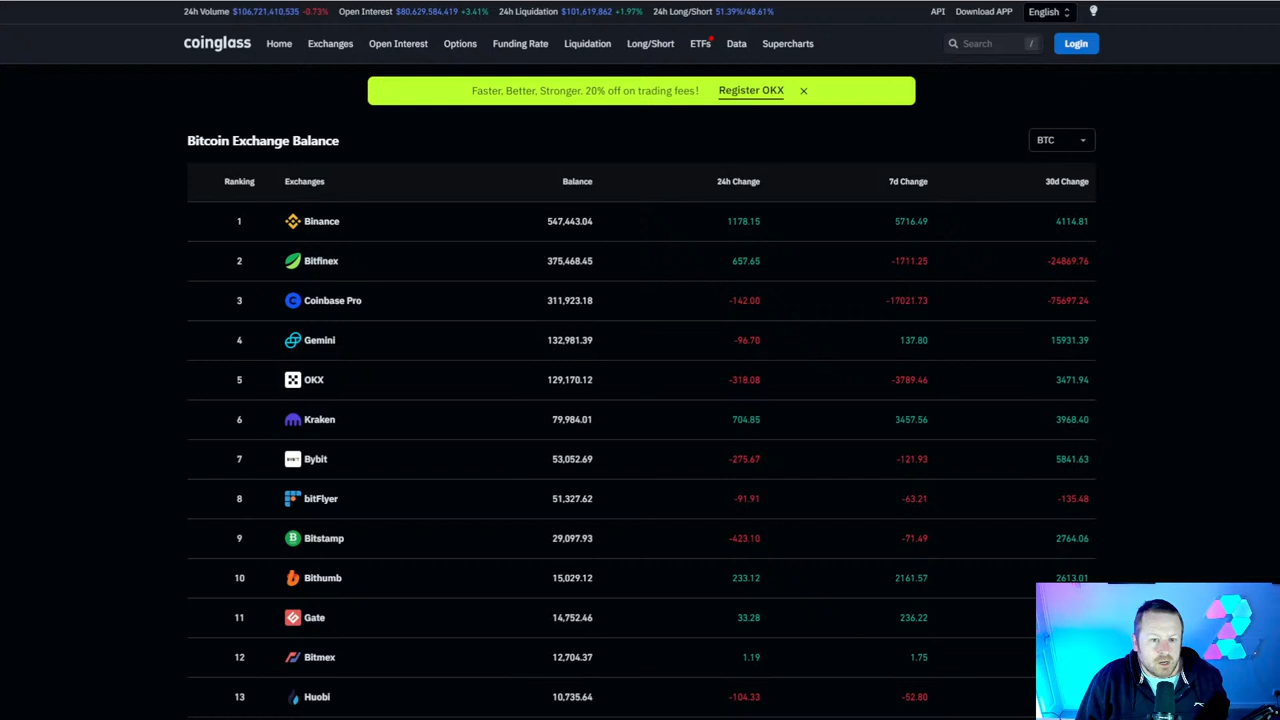 24h Volume $106,721,410,535 -0.73% Open Interest $80,629,584,419 +3.41% 24h Liquidation $101,619,862 +1.97% 24h Long/Short 51.39%/48.61% API Download APP English
coinglass Home Exchanges Open Interest Options Funding Rate Liquidation Long/Short ETFs Data Supercharts Search / Login
Faster. Better. Stronger. 20% off on trading fees! Register OKX ×
Bitcoin Exchange Balance BTC
Ranking Exchanges Balance 24h Change 7d Change 30d Change
1 Binance 547,443.04 1178.15 5716.49 4114.81
2 Bitfinex 375,468.45 657.65 -1711.25 -24869.76
3 Coinbase Pro 311,923.18 -142.00 -17021.73 -75697.24
4 Gemini 132,981.39 -96.70 137.80 15931.39
5 OKX 129,170.12 -318.08 -3789.46 3471.94
6 Kraken 79,984.01 704.85 3457.56 3968.40
7 Bybit 53,052.69 -275.67 -121.93 5841.63
8 bitFlyer 51,327.62 -91.91 -63.21 -135.48
9 Bitstamp 29,097.93 -423.10 -71.49 2764.06
10 Bithumb 15,029.12 233.12 2161.57 2613.01
11 Gate 14,752.46 33.28 236.22
12 Bitmex 12,704.37 1.19 1.75
13 Huobi 10,735.64 -104.33 -52.80